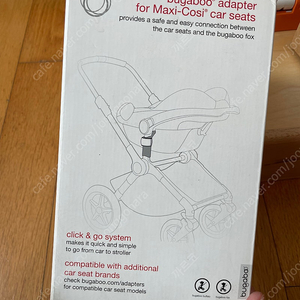 bugaboo® adapter
for Maxi-Cosi® car seats
provides a safe and easy connection between
the car seats and the bugaboo fox
click & go system
makes it quick and simple
to go from car to stroller
compatible with additional
car seat brands
check bugaboo.com/adapters
for compatible car seat models
bugaboo